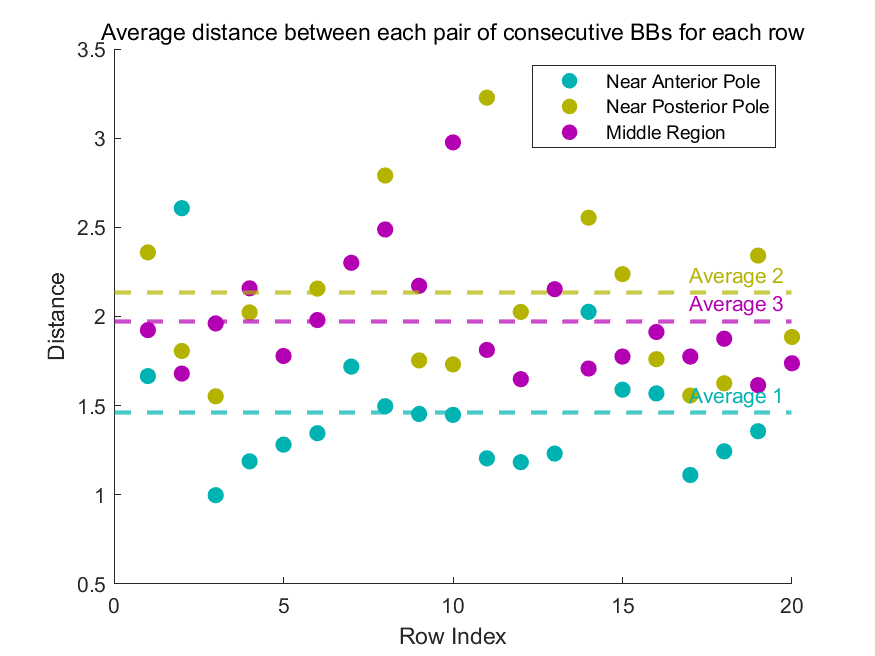 Average distance between each pair of consecutive BBs for each row
3.5
3
2.5
2
1.5
1
0.5
Distance
Near Anterior Pole
Near Posterior Pole
Middle Region
Average 2
Average 3
Average 1
0
5
10
15
20
Row Index